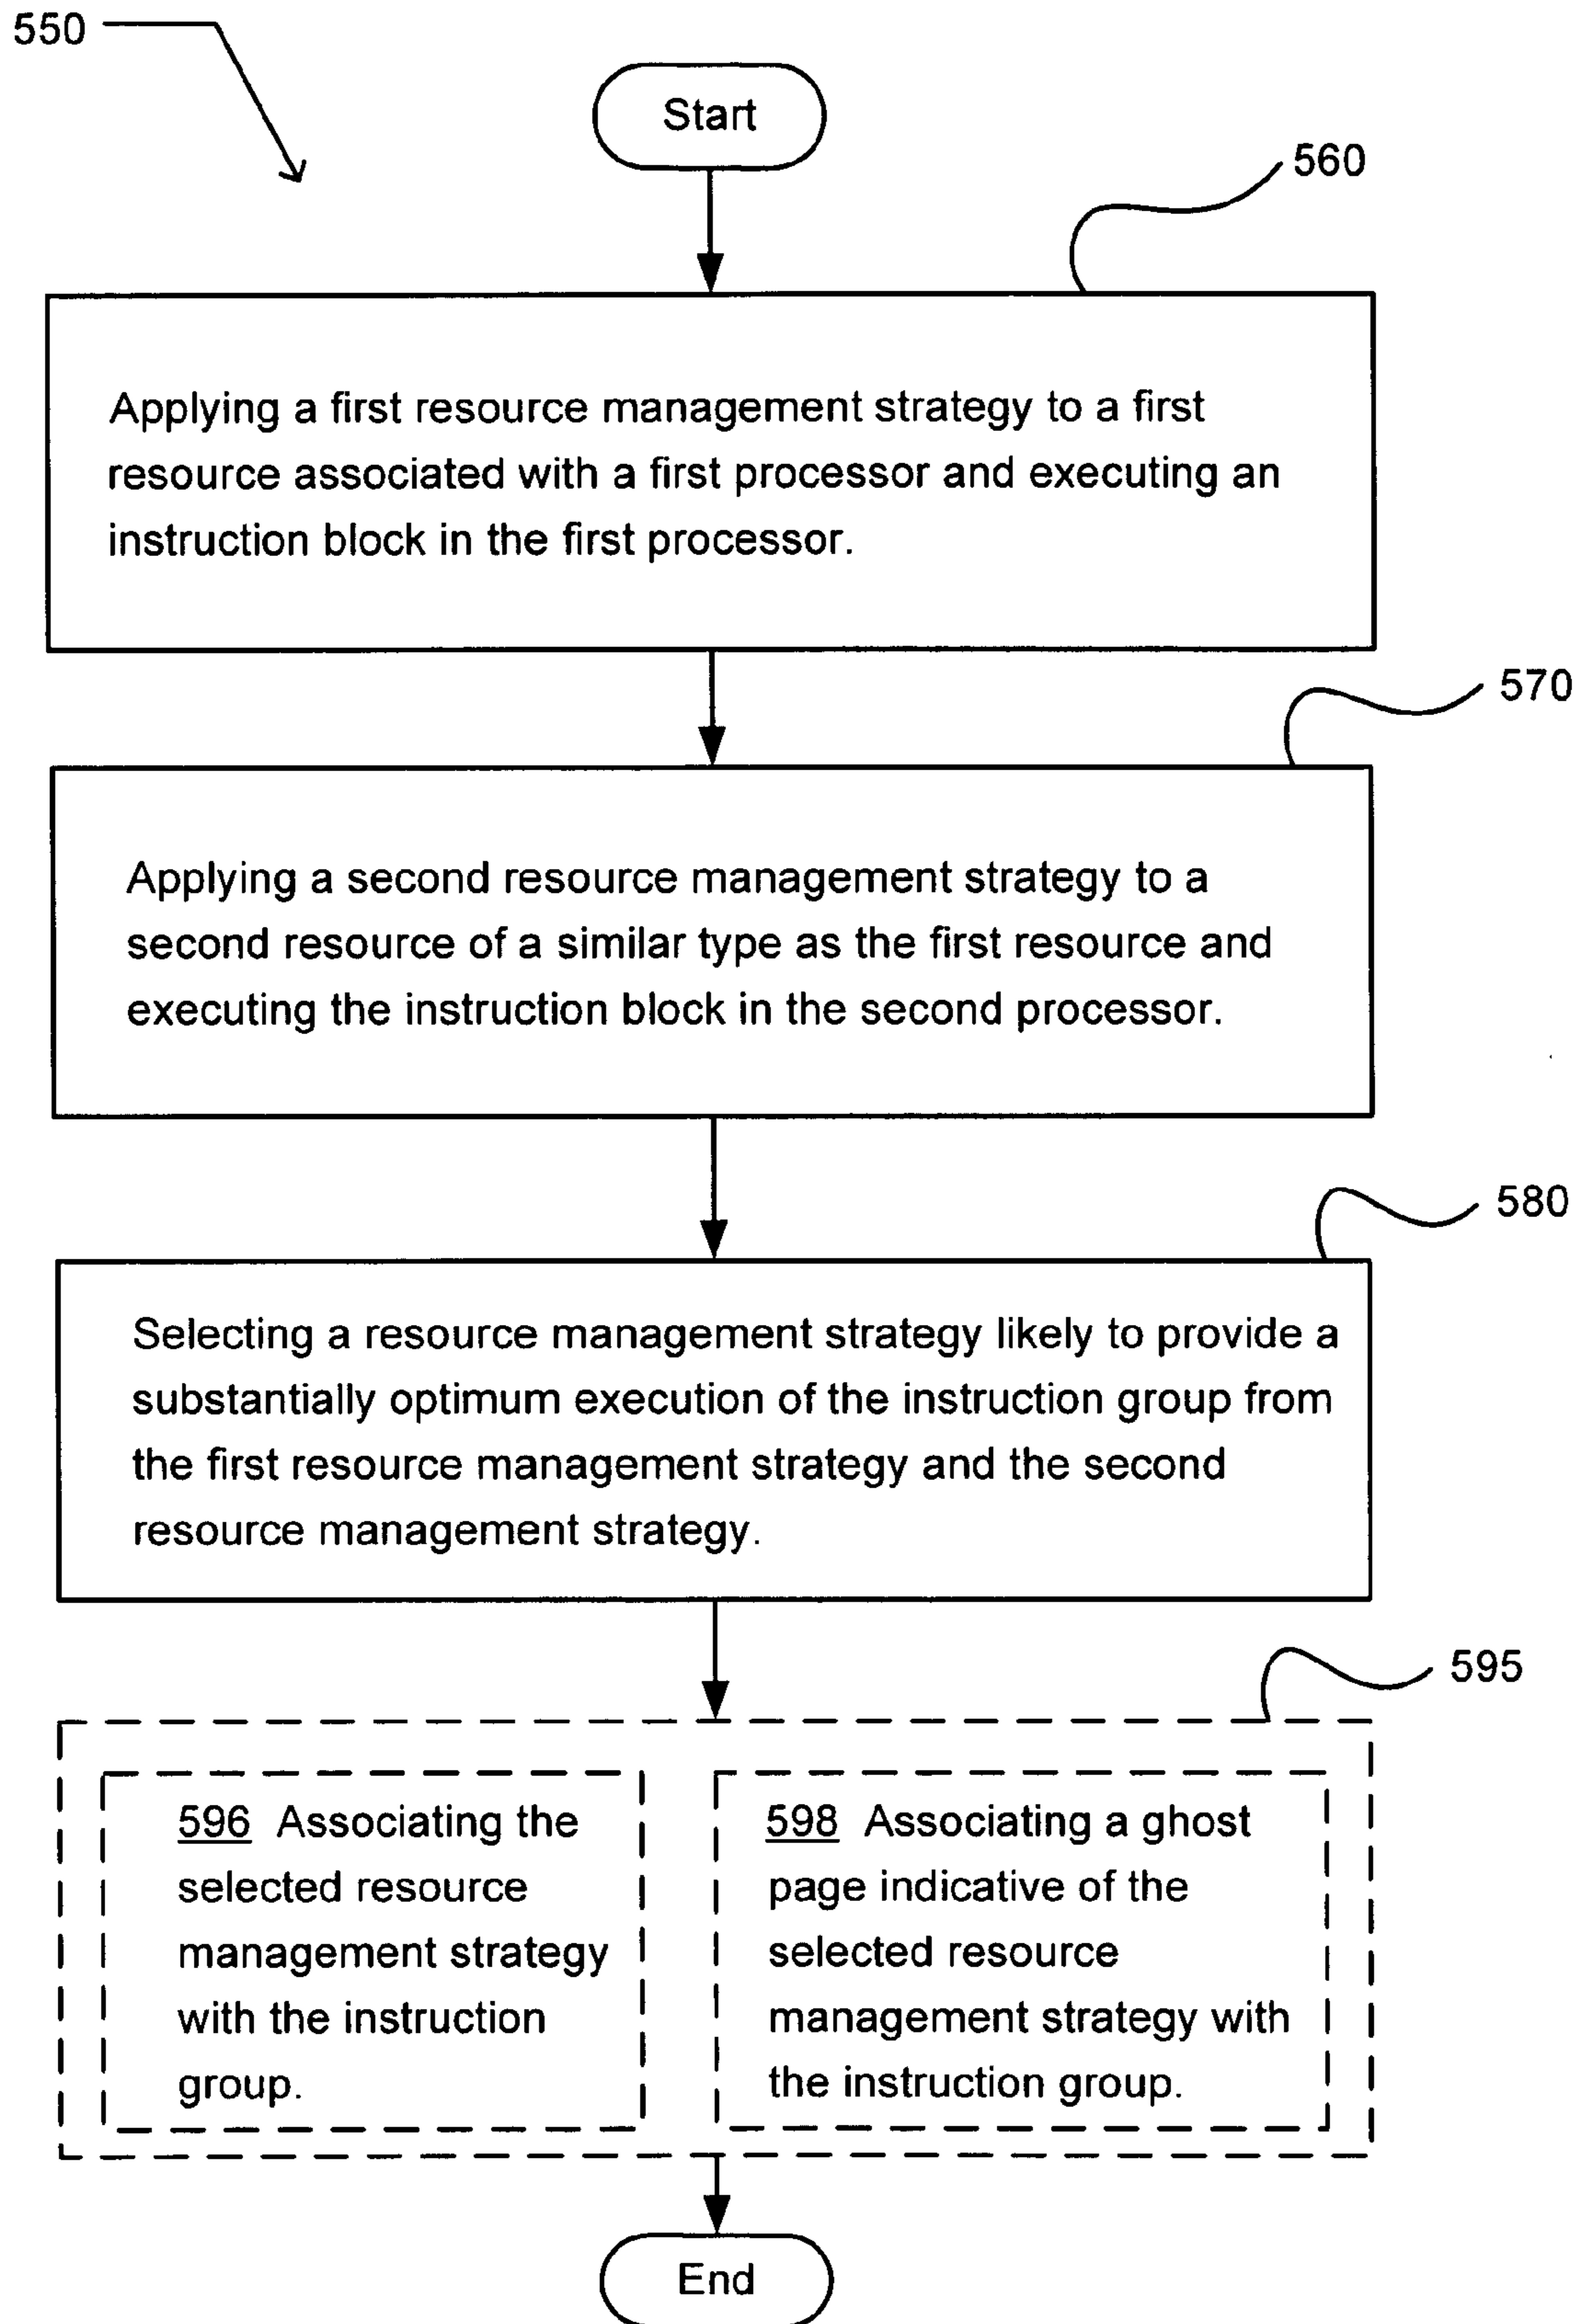 550
Start
560
Applying a first resource management strategy to a first
resource associated with a first processor and executing an
instruction block in the first processor.
570
Applying a second resource management strategy to a
second resource of a similar type as the first resource and
executing the instruction block in the second processor.
580
Selecting a resource management strategy likely to provide a
substantially optimum execution of the instruction group from
the first resource management strategy and the second
resource management strategy.
595
596 Associating the
selected resource
management strategy
with the instruction
group.
598 Associating a ghost
page indicative of the
selected resource
management strategy with
the instruction group.
End